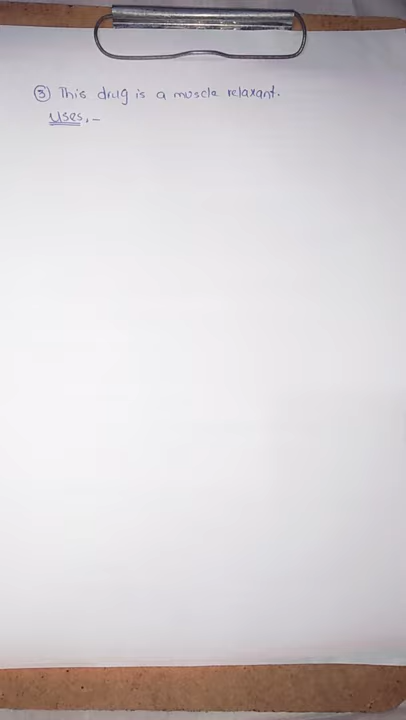 ③ This drug is a muscle relaxant.
Uses.-